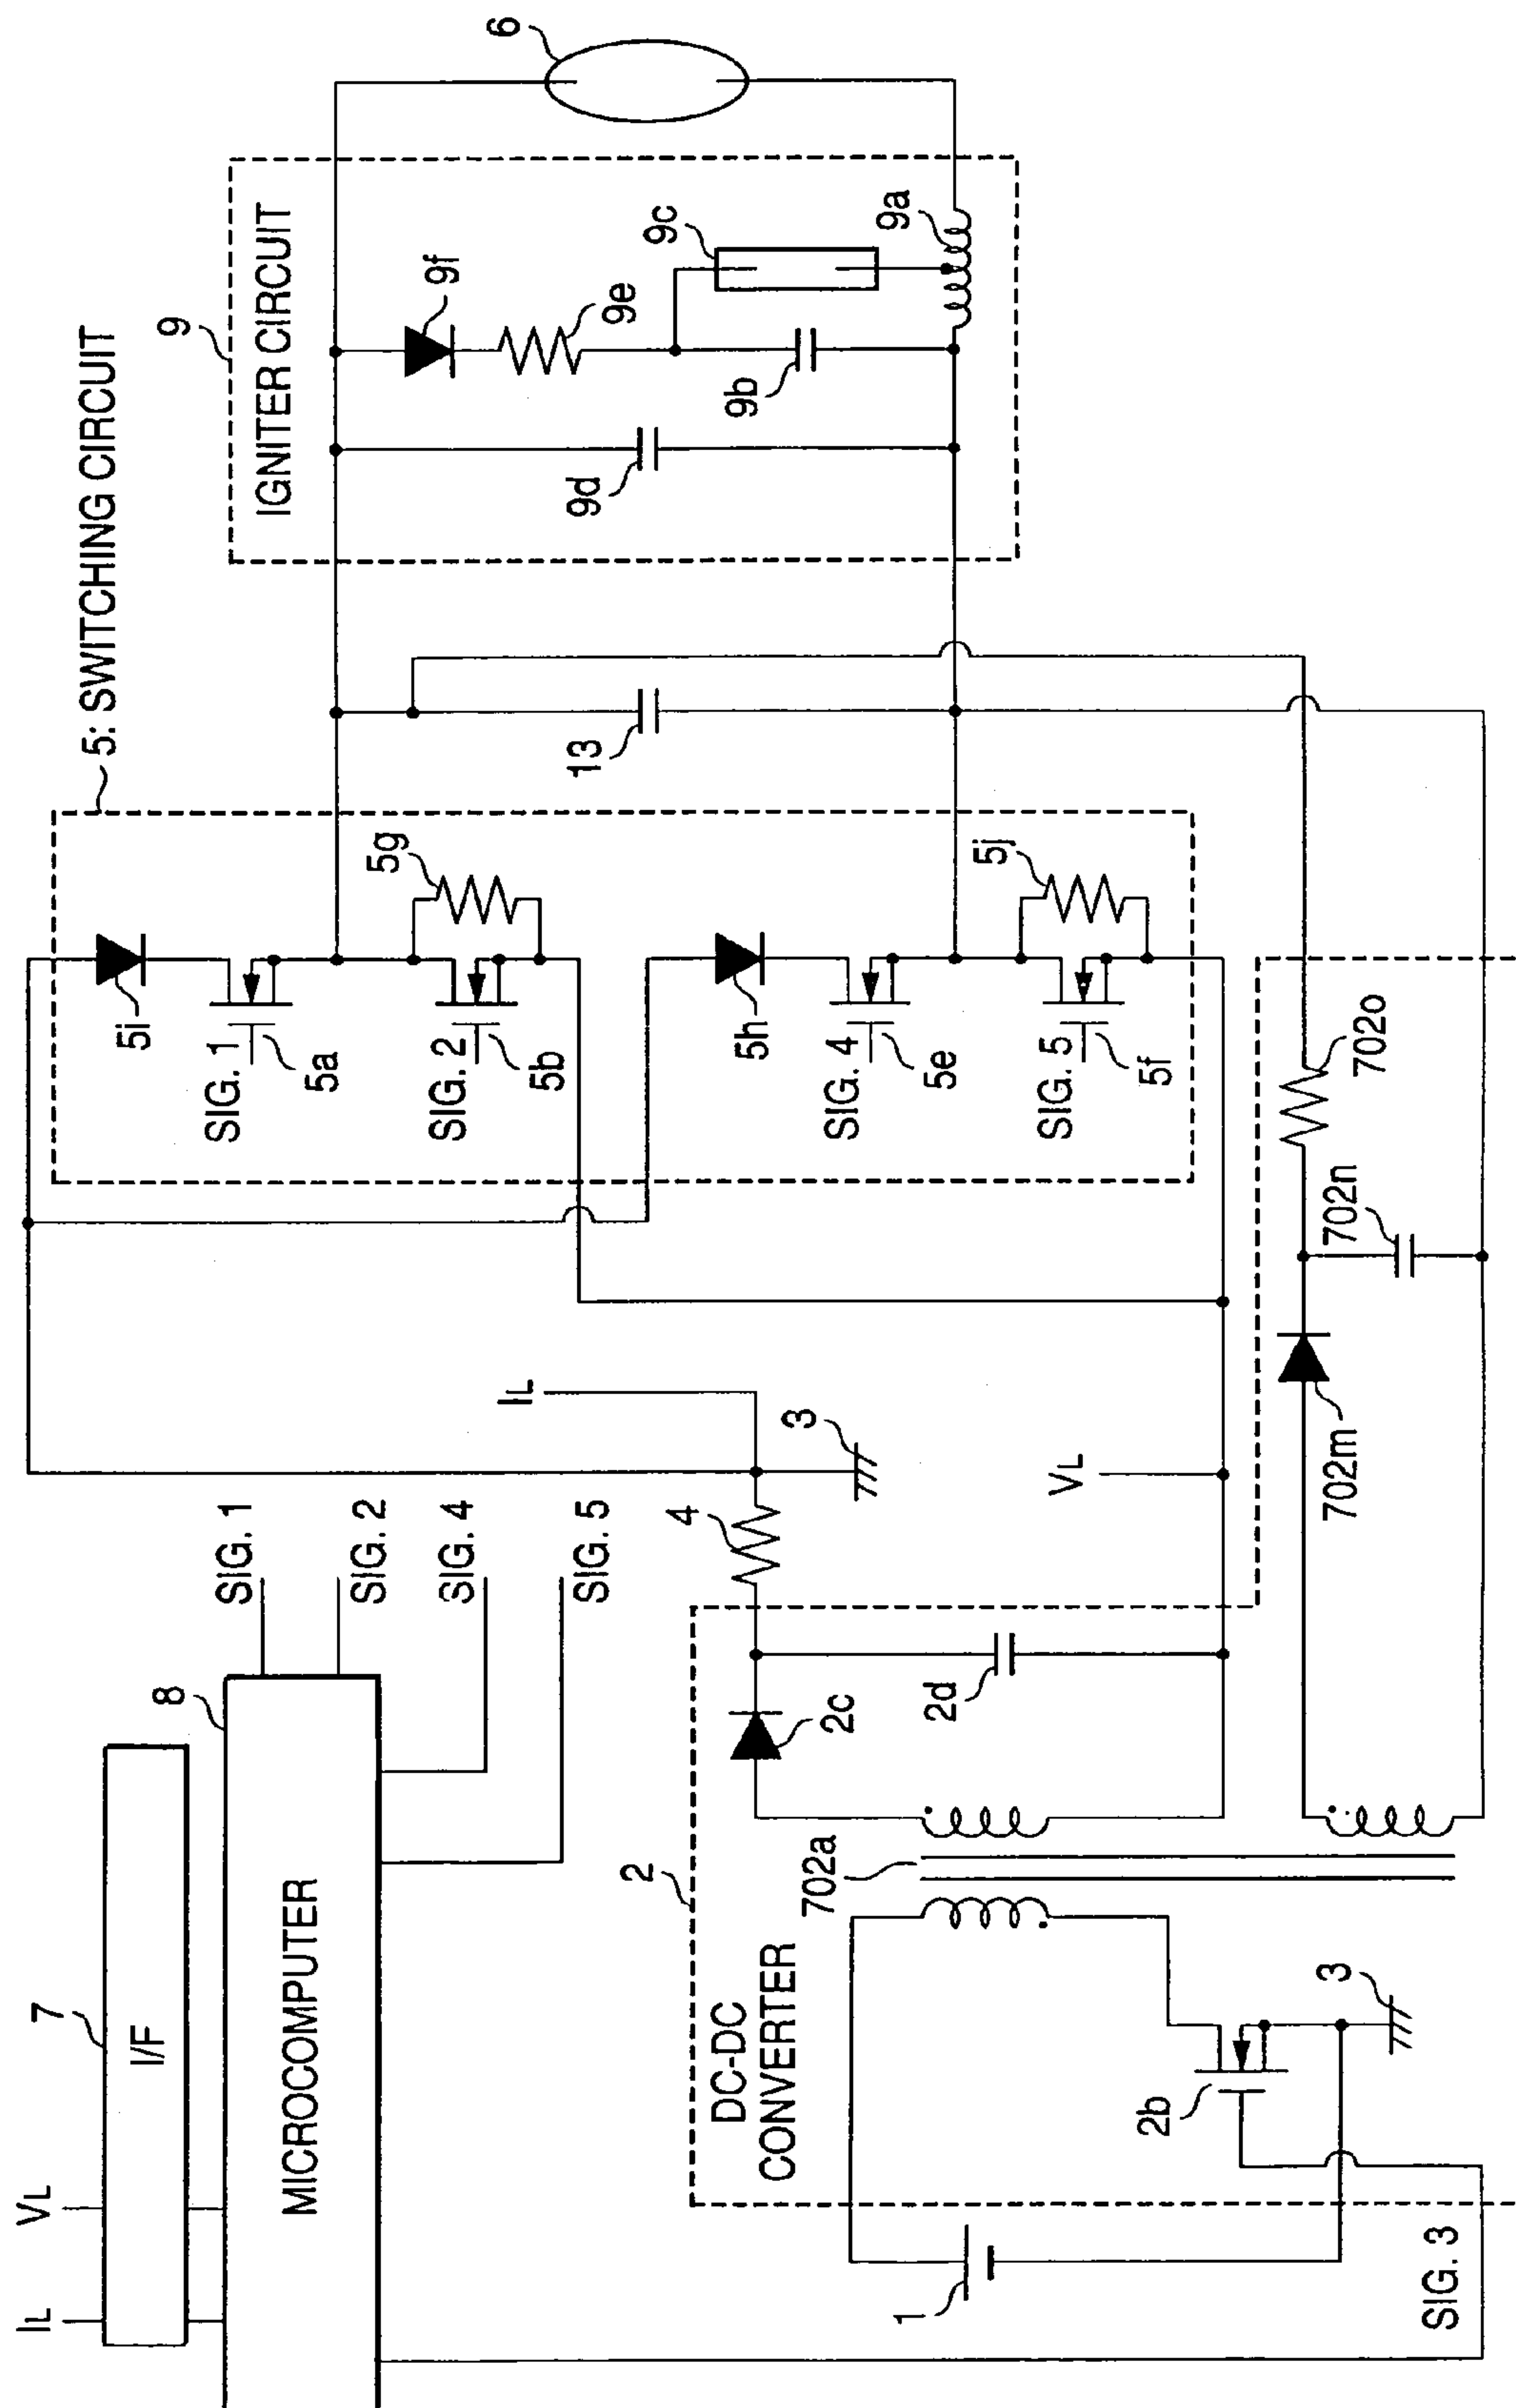 5: SWITCHING CIRCUIT
9
IGNITER CIRCUIT
6
9f
9e
9c
9a
9b
9d
13
5i
SIG. 1
5a
5g
SIG. 2
5b
5h
SIG. 4
5e
5j
SIG. 5
5f
7
I/F
IL
VL
8
MICROCOMPUTER
SIG. 1
SIG. 2
SIG. 4
SIG. 5
IL
3
4
VL
2
DC-DC
CONVERTER
702a
2c
2d
2b
3
1
SIG. 3
702m
702n
702o